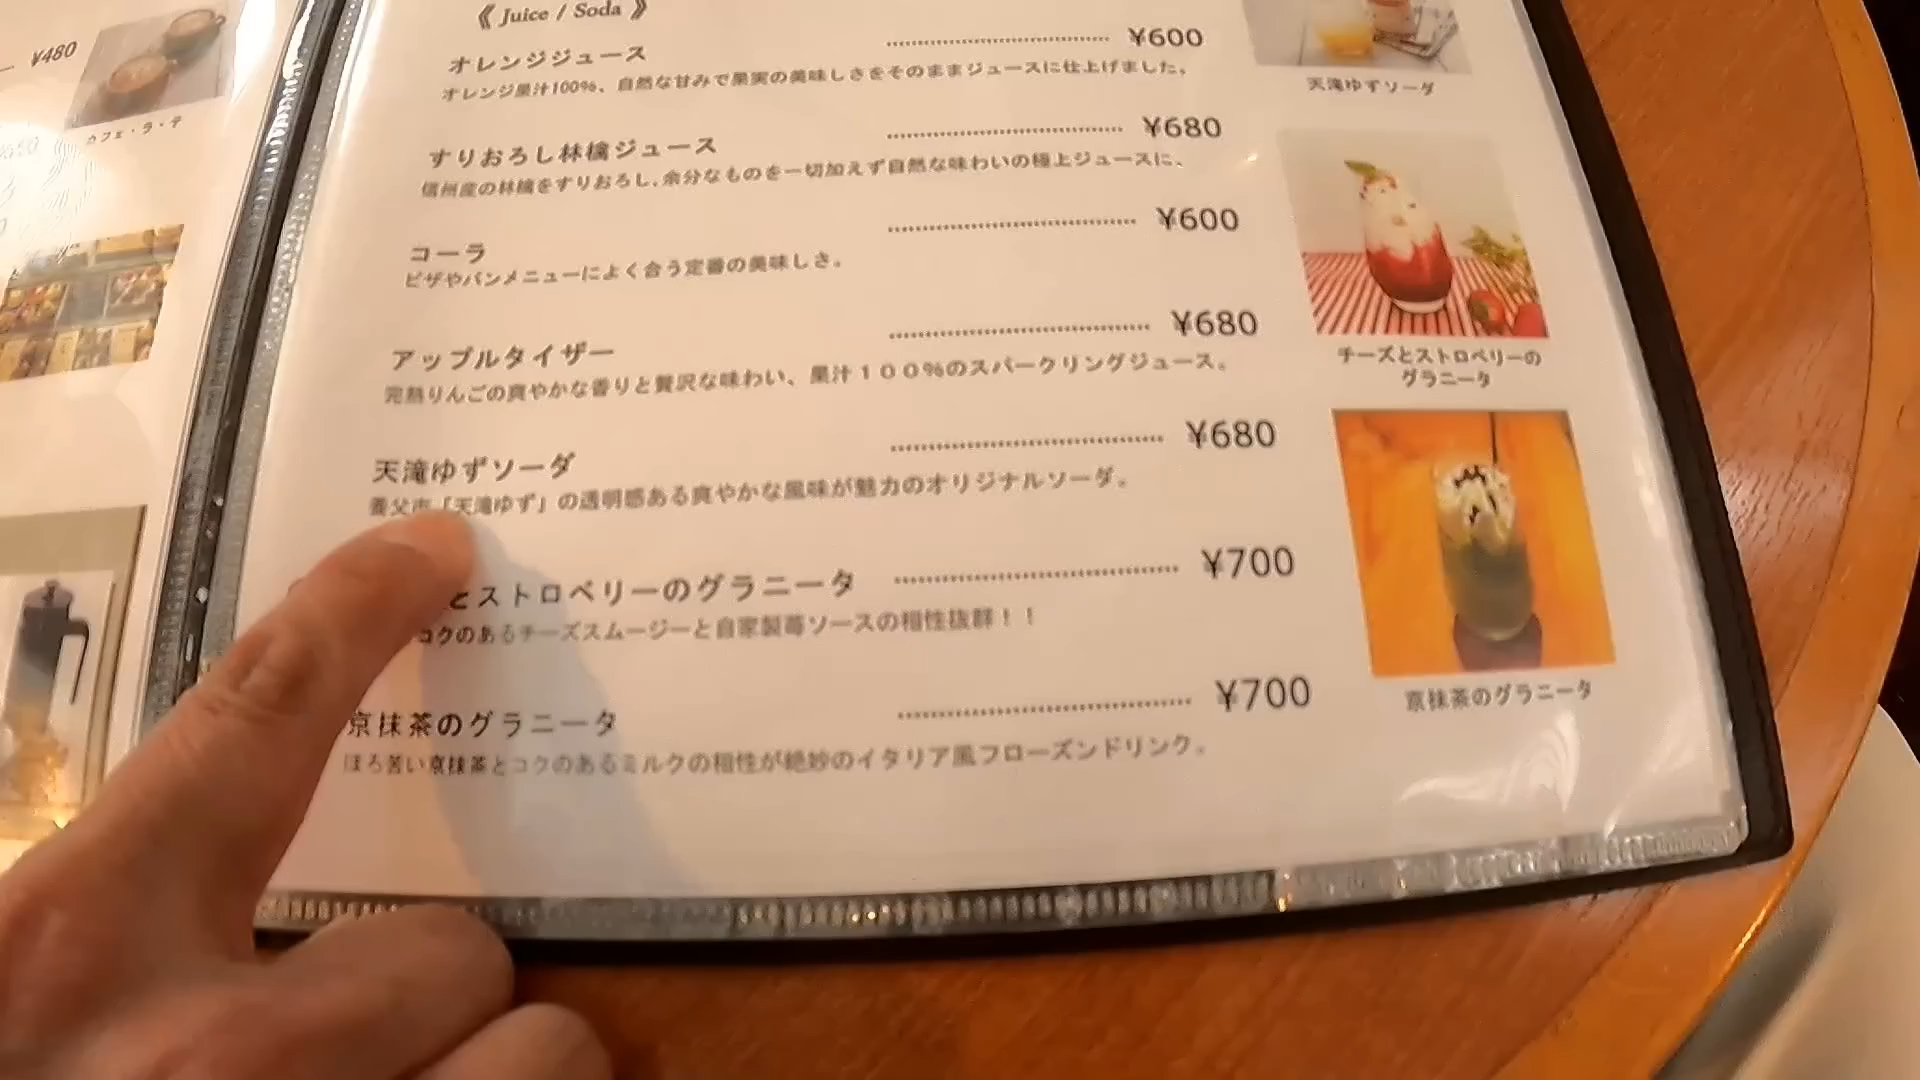 ¥480
カフェ・ラ・テ
《 Juice / Soda 》
オレンジジュース ¥600
オレンジ果汁100%、自然な甘みで果実の美味しさをそのままジュースに仕上げました。
すりおろし林檎ジュース ¥680
信州産の林檎をすりおろし、余分なものを一切加えず自然な味わいの極上ジュースに、
コーラ ¥600
ピザやパンメニューによく合う定番の美味しさ。
アップルタイザー ¥680
完熟りんごの爽やかな香りと贅沢な味わい、果汁１００％のスパークリングジュース。
天滝ゆずソーダ ¥680
養父市「天滝ゆず」の透明感ある爽やかな風味が魅力のオリジナルソーダ。
とストロベリーのグラニータ ¥700
コクのあるチーズスムージーと自家製苺ソースの相性抜群！！
京抹茶のグラニータ ¥700
ほろ苦い京抹茶とコクのあるミルクの相性が絶妙のイタリア風フローズンドリンク。
天滝ゆずソーダ
チーズとストロベリーの
グラニータ
京抹茶のグラニータ